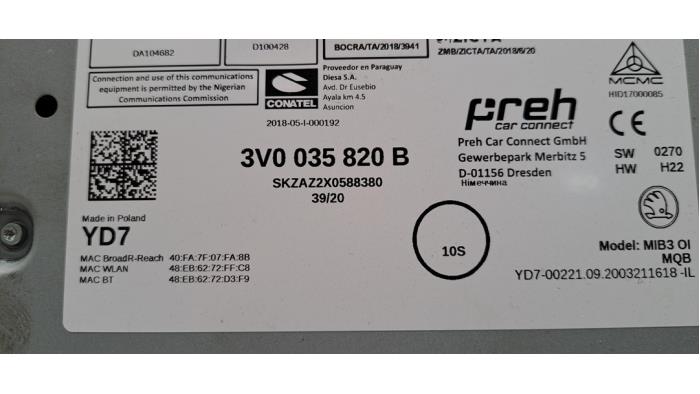 DA104682
D100428
BOCRA/TA/2018/3941
ZICTA
ZMB/ZICTA/TA/2018/6/20
MCMC
HID17000085
Connection and use of this communications
equipment is permitted by the Nigerian
Communications Commission
CONATEL
Proveedor en Paraguay
Diesa S.A.
Avd. Dr Eusebio
Ayala km 4.5
Asuncion
2018-05-I-000192
preh
car connect
CE
Preh Car Connect GmbH
Gewerbepark Merbitz 5
D-01156 Dresden
Німеччина
SW 0270
HW H22
3V0 035 820 B
SKZAZ2X0588380
39/20
Made in Poland
YD7
MAC BroadR-Reach 40:FA:7F:07:FA:8B
MAC WLAN 48:EB:62:72:FF:C8
MAC BT 48:EB:62:72:D3:F9
10S
Model: MIB3 OI
MQB
YD7-00221.09.2003211618 -IL